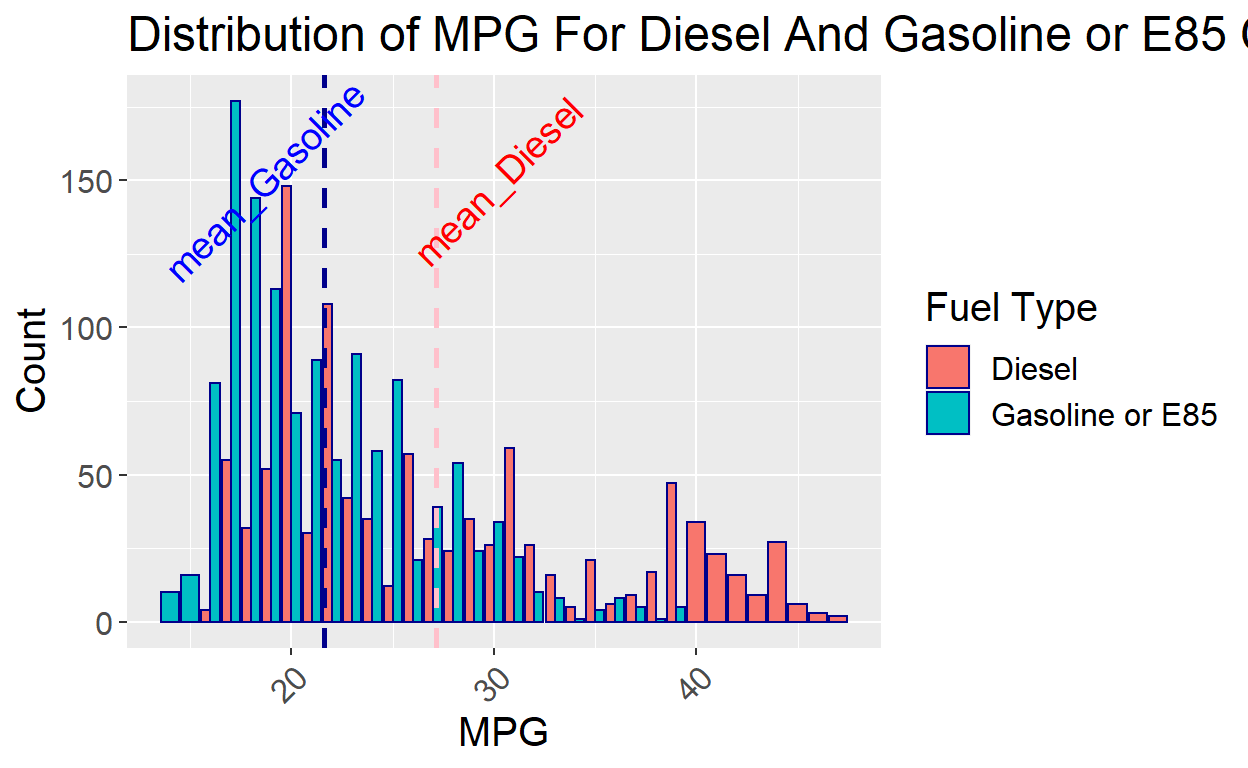 Distribution of MPG For Diesel And Gasoline or E85
mean_Gasoline
mean_Diesel
Count
150
100
50
0
20
30
40
MPG
Fuel Type
Diesel
Gasoline or E85